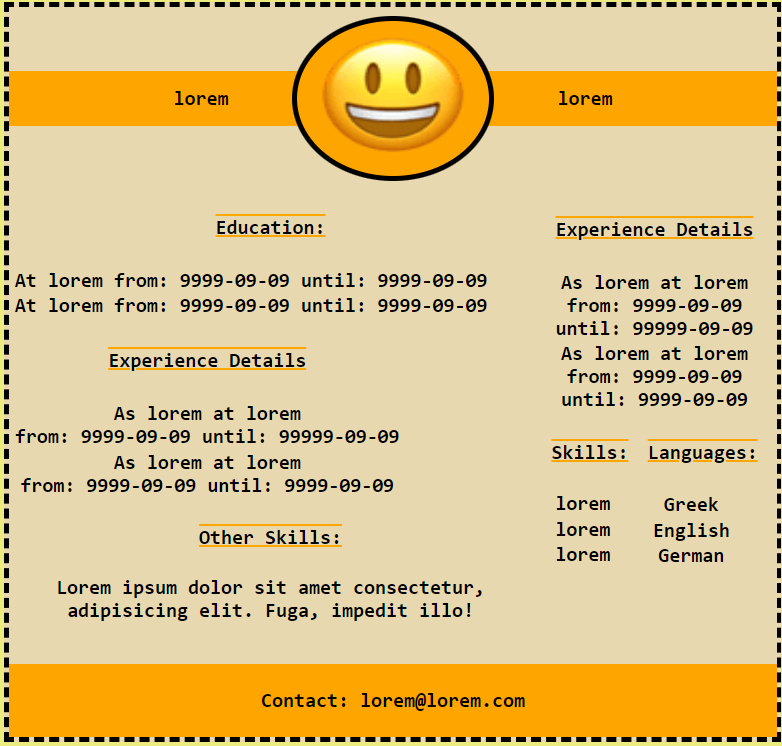 lorem
lorem
Education:
At lorem from: 9999-09-09 until: 9999-09-09
At lorem from: 9999-09-09 until: 9999-09-09
Experience Details
As lorem at lorem
from: 9999-09-09 until: 99999-09-09
As lorem at lorem
from: 9999-09-09 until: 9999-09-09
Other Skills:
Lorem ipsum dolor sit amet consectetur,
adipisicing elit. Fuga, impedit illo!
Experience Details
As lorem at lorem
from: 9999-09-09
until: 99999-09-09
As lorem at lorem
from: 9999-09-09
until: 9999-09-09
Skills:
lorem
lorem
lorem
Languages:
Greek
English
German
Contact: lorem@lorem.com